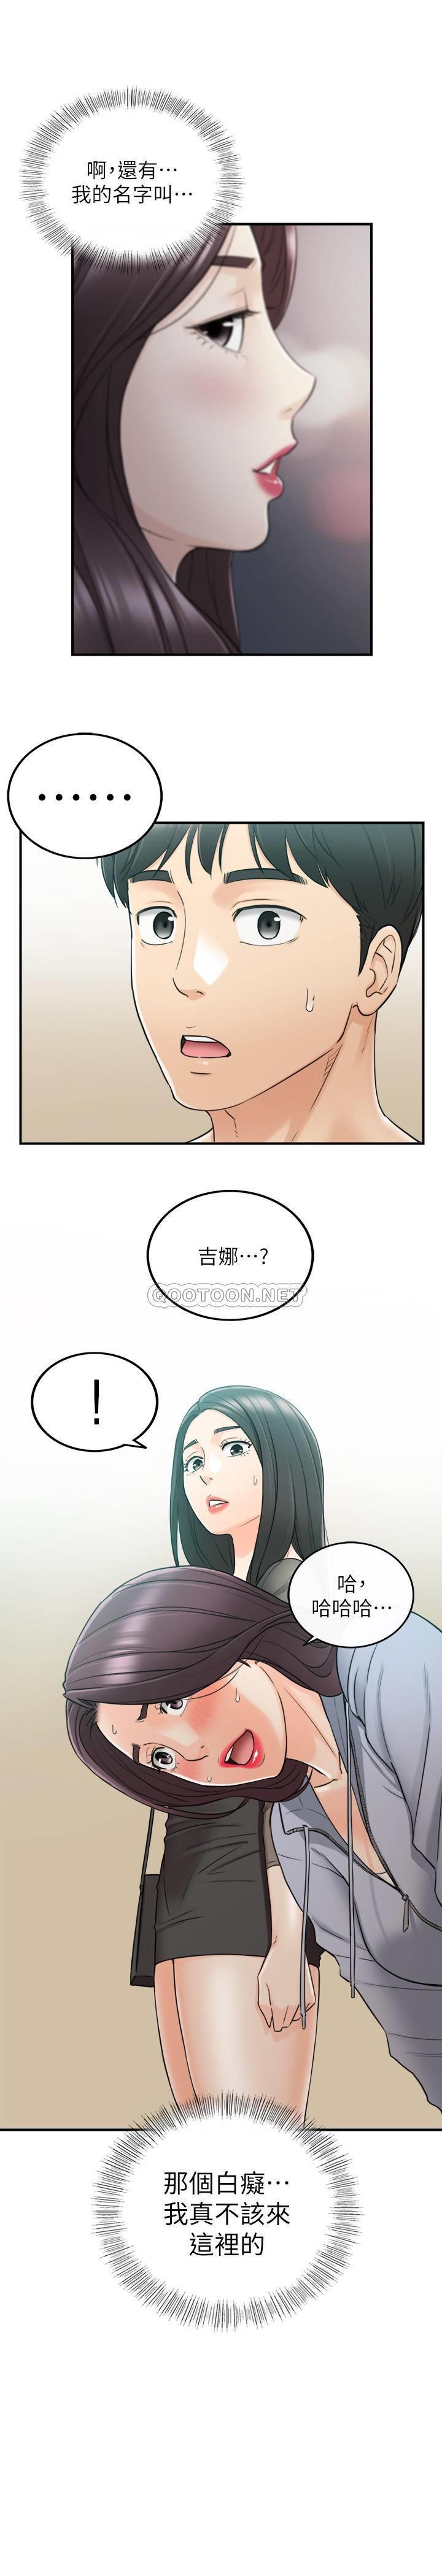 啊，還有…
我的名字叫…
……
吉娜…?
QOOTOON.NET
!
哈，
哈哈哈…
那個白癡…
我真不該來
這裡的